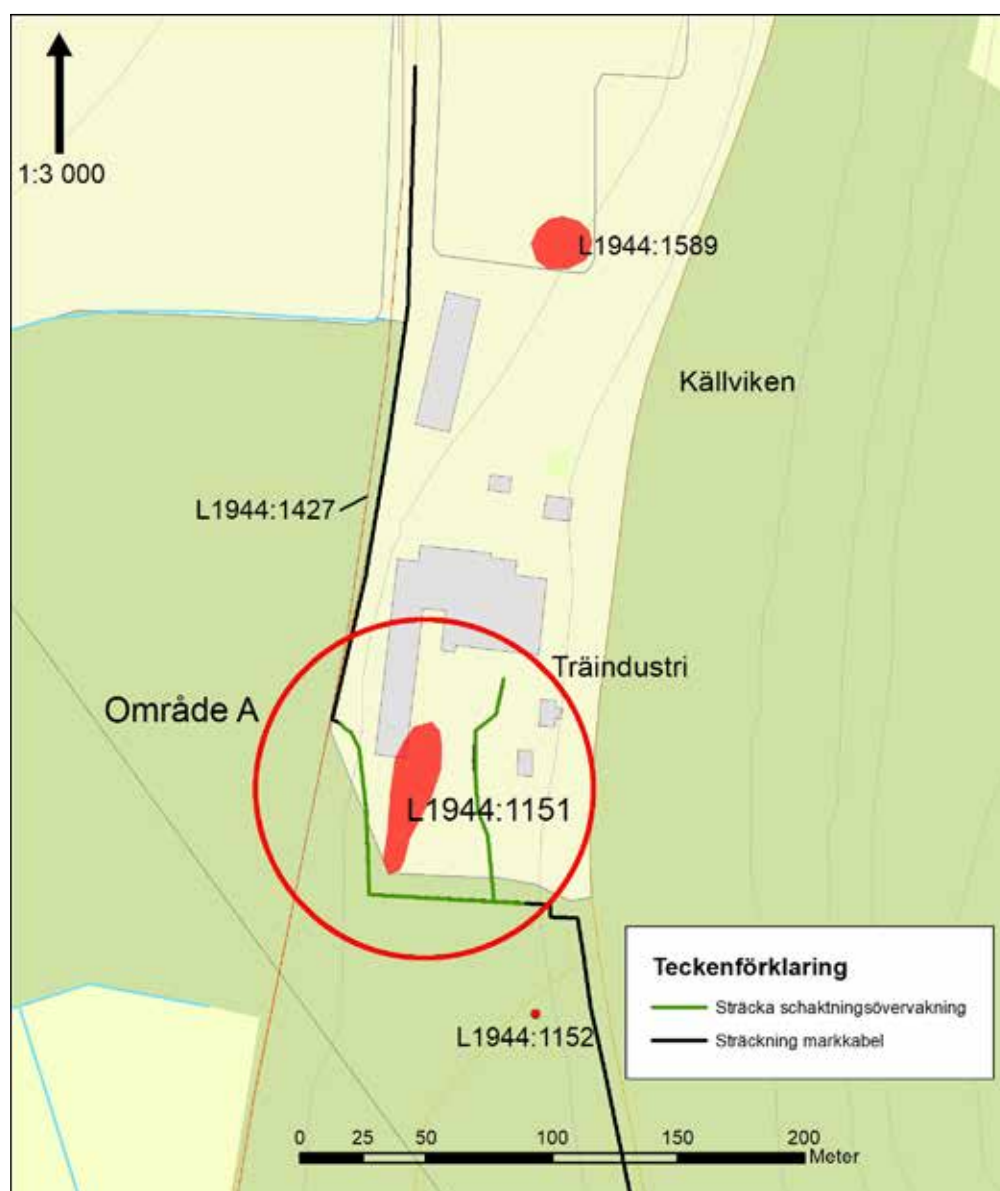 1:3 000
L1944:1589
Källviken
L1944:1427
Träindustri
Område A
L1944:1151
Teckenförklaring
Sträcka schaktningsövervakning
Sträckning markkabel
L1944:1152
0 25 50 100 150 200
Meter